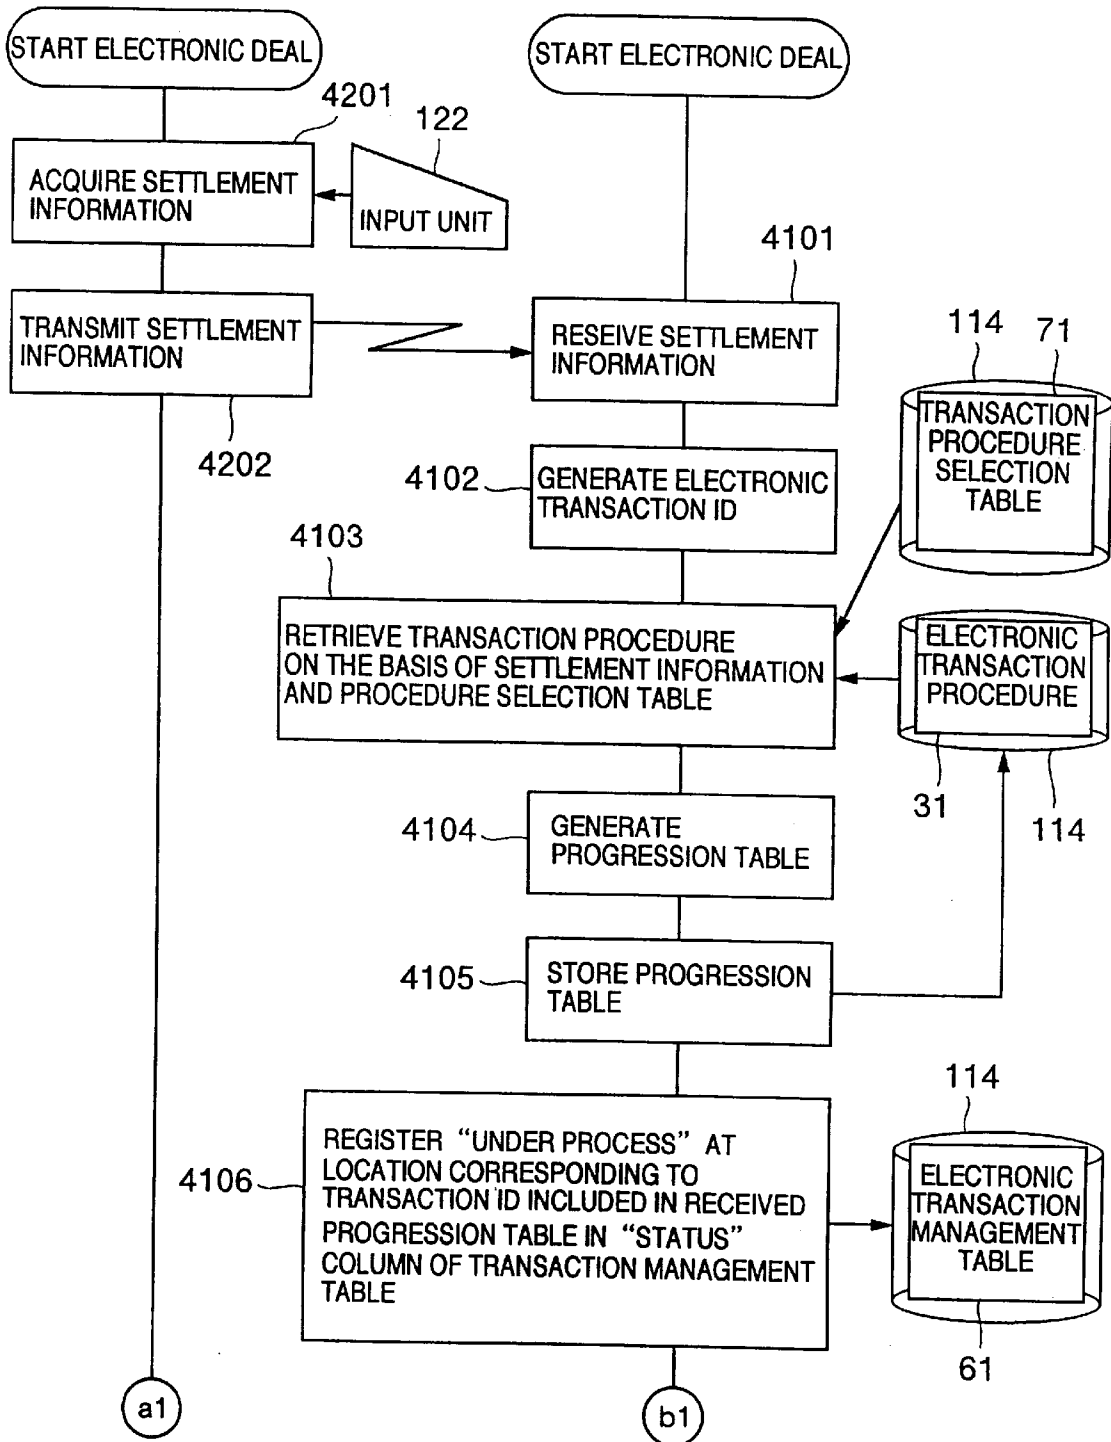 START ELECTRONIC DEAL
START ELECTRONIC DEAL
4201
122
ACQUIRE SETTLEMENT
INFORMATION
INPUT UNIT
4101
TRANSMIT SETTLEMENT
INFORMATION
RESEIVE SETTLEMENT
INFORMATION
114
71
TRANSACTION
PROCEDURE
SELECTION
TABLE
4202
4102
GENERATE ELECTRONIC
TRANSACTION ID
4103
RETRIEVE TRANSACTION PROCEDURE
ON THE BASIS OF SETTLEMENT INFORMATION
AND PROCEDURE SELECTION TABLE
ELECTRONIC
TRANSACTION
PROCEDURE
31
114
4104
GENERATE
PROGRESSION TABLE
4105
STORE PROGRESSION
TABLE
114
4106
REGISTER “UNDER PROCESS” AT
LOCATION CORRESPONDING TO
TRANSACTION ID INCLUDED IN RECEIVED
PROGRESSION TABLE IN “STATUS”
COLUMN OF TRANSACTION MANAGEMENT
TABLE
ELECTRONIC
TRANSACTION
MANAGEMENT
TABLE
61
a1
b1